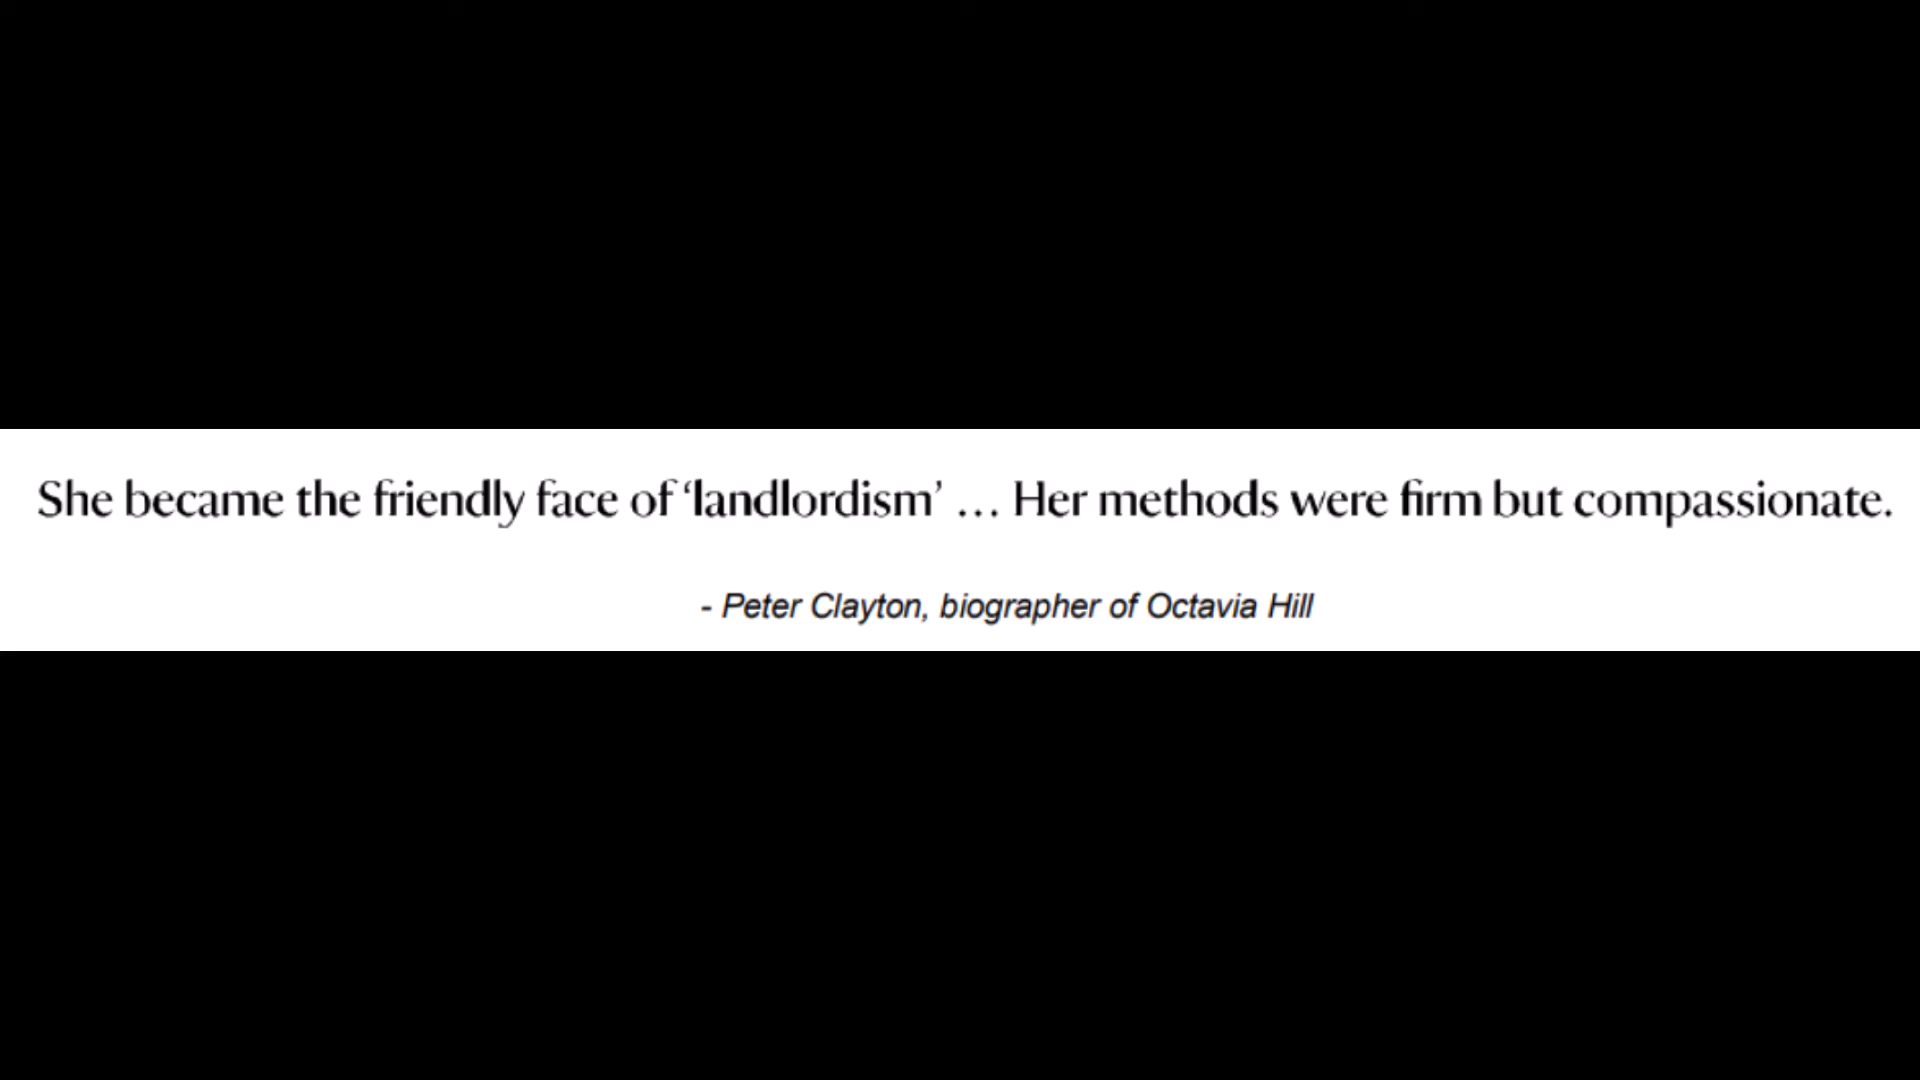 She became the friendly face of ‘landlordism’ … Her methods were firm but compassionate.
- Peter Clayton, biographer of Octavia Hill